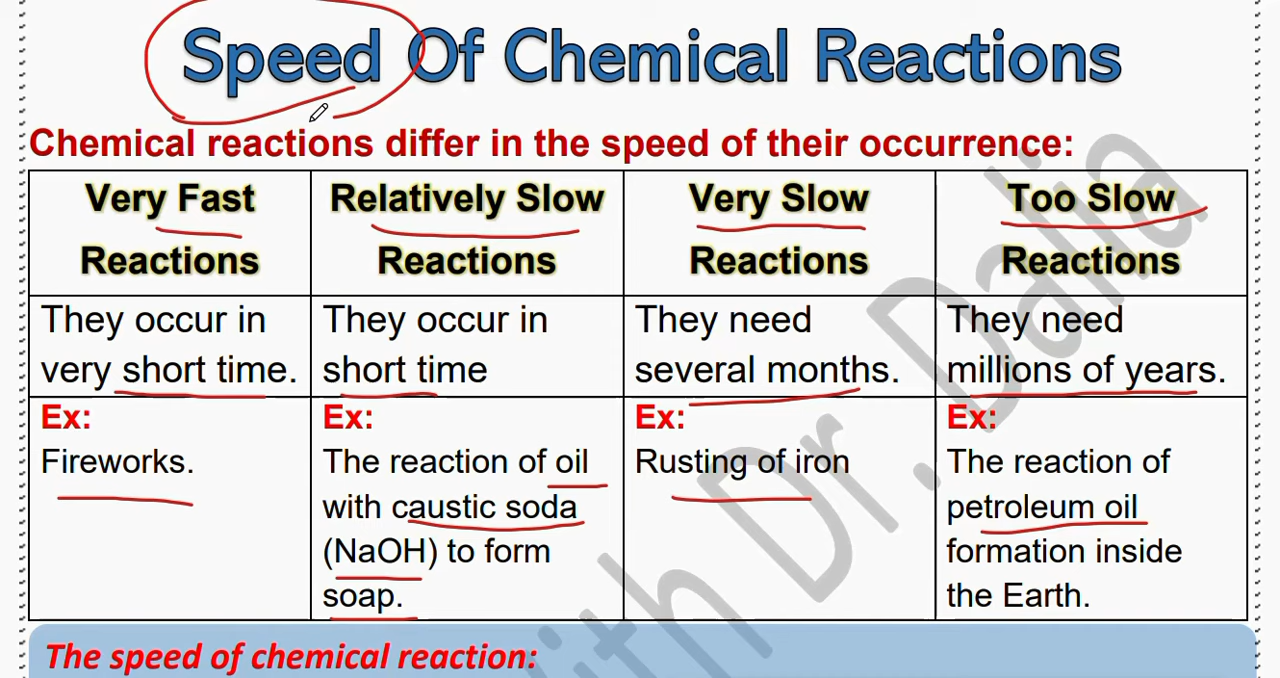 Speed Of Chemical Reactions
Chemical reactions differ in the speed of their occurrence:
Very Fast
Reactions
Relatively Slow
Reactions
Very Slow
Reactions
Too Slow
Reactions
They occur in
very short time.
They occur in
short time
They need
several months.
They need
millions of years.
Ex:
Fireworks.
Ex:
The reaction of oil
with caustic soda
(NaOH) to form
soap.
Ex:
Rusting of iron
Ex:
The reaction of
petroleum oil
formation inside
the Earth.
The speed of chemical reaction:
ith Dr. Dalia